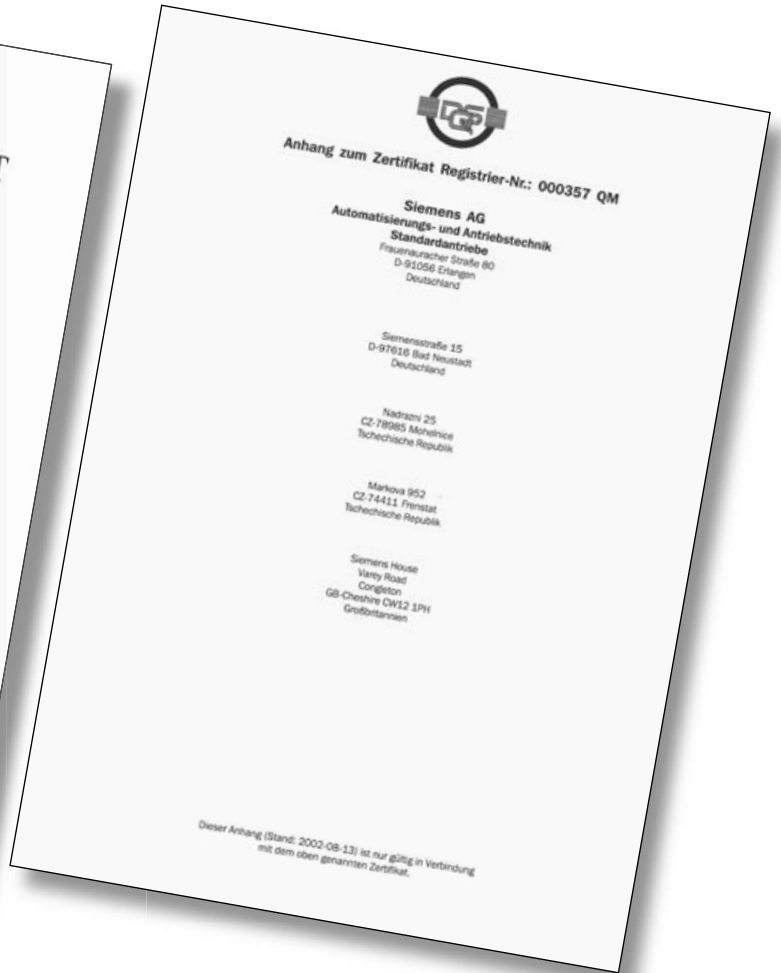 T
DQS
Anhang zum Zertifikat Registrier-Nr.: 000357 QM
Siemens AG
Automatisierungs- und Antriebstechnik
Standardantriebe
Frauenauracher Straße 80
D-91056 Erlangen
Deutschland
Siemensstraße 15
D-97616 Bad Neustadt
Deutschland
Nadrazni 25
CZ-78985 Mohelnice
Tschechische Republik
Markova 952
CZ-74411 Frenstat
Tschechische Republik
Siemens House
Varey Road
Congleton
GB-Cheshire CW12 1PH
Großbritannien
Dieser Anhang (Stand: 2002-08-13) ist nur gültig in Verbindung
mit dem oben genannten Zertifikat.